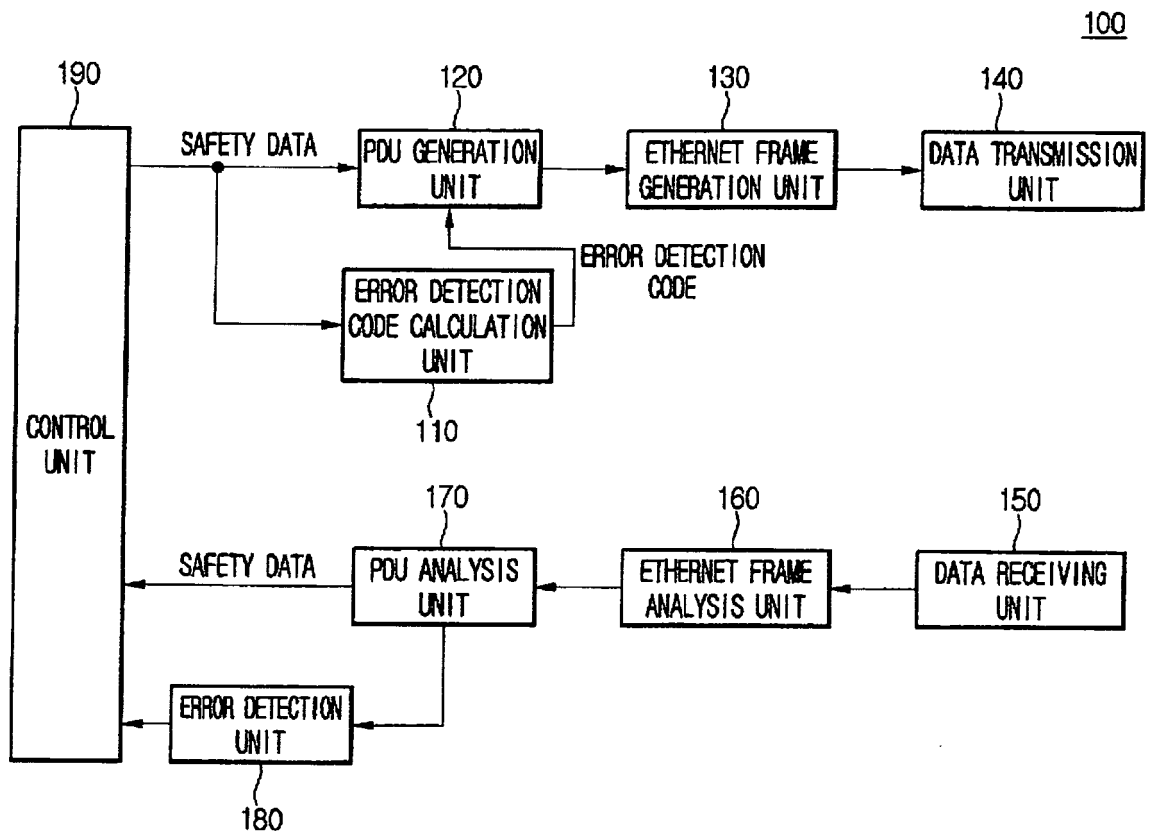 100
190
120
130
140
SAFETY DATA
PDU GENERATION
UNIT
ETHERNET FRAME
GENERATION UNIT
DATA TRANSMISSION
UNIT
ERROR DETECTION
CODE
ERROR DETECTION
CODE CALCULATION
UNIT
110
CONTROL
UNIT
170
160
150
SAFETY DATA
PDU ANALYSIS
UNIT
ETHERNET FRAME
ANALYSIS UNIT
DATA RECEIVING
UNIT
ERROR DETECTION
UNIT
180